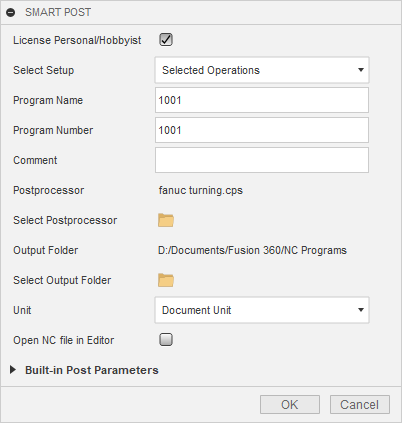 SMART POST
License Personal/Hobbyist
Select Setup Selected Operations
Program Name 1001
Program Number 1001
Comment
Postprocessor fanuc turning.cps
Select Postprocessor
Output Folder D:/Documents/Fusion 360/NC Programs
Select Output Folder
Unit Document Unit
Open NC file in Editor
Built-in Post Parameters
OK Cancel